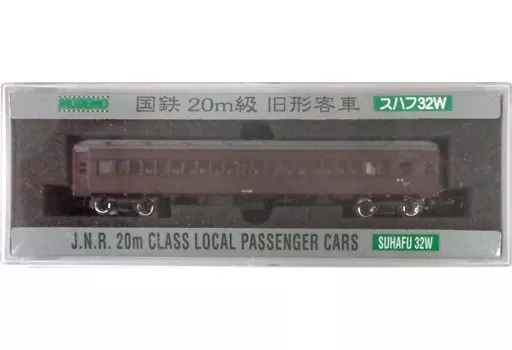 MODEMO 国鉄 20m級 旧形客車 スハフ32W
J.N.R. 20m CLASS LOCAL PASSENGER CARS SUHAFU 32W